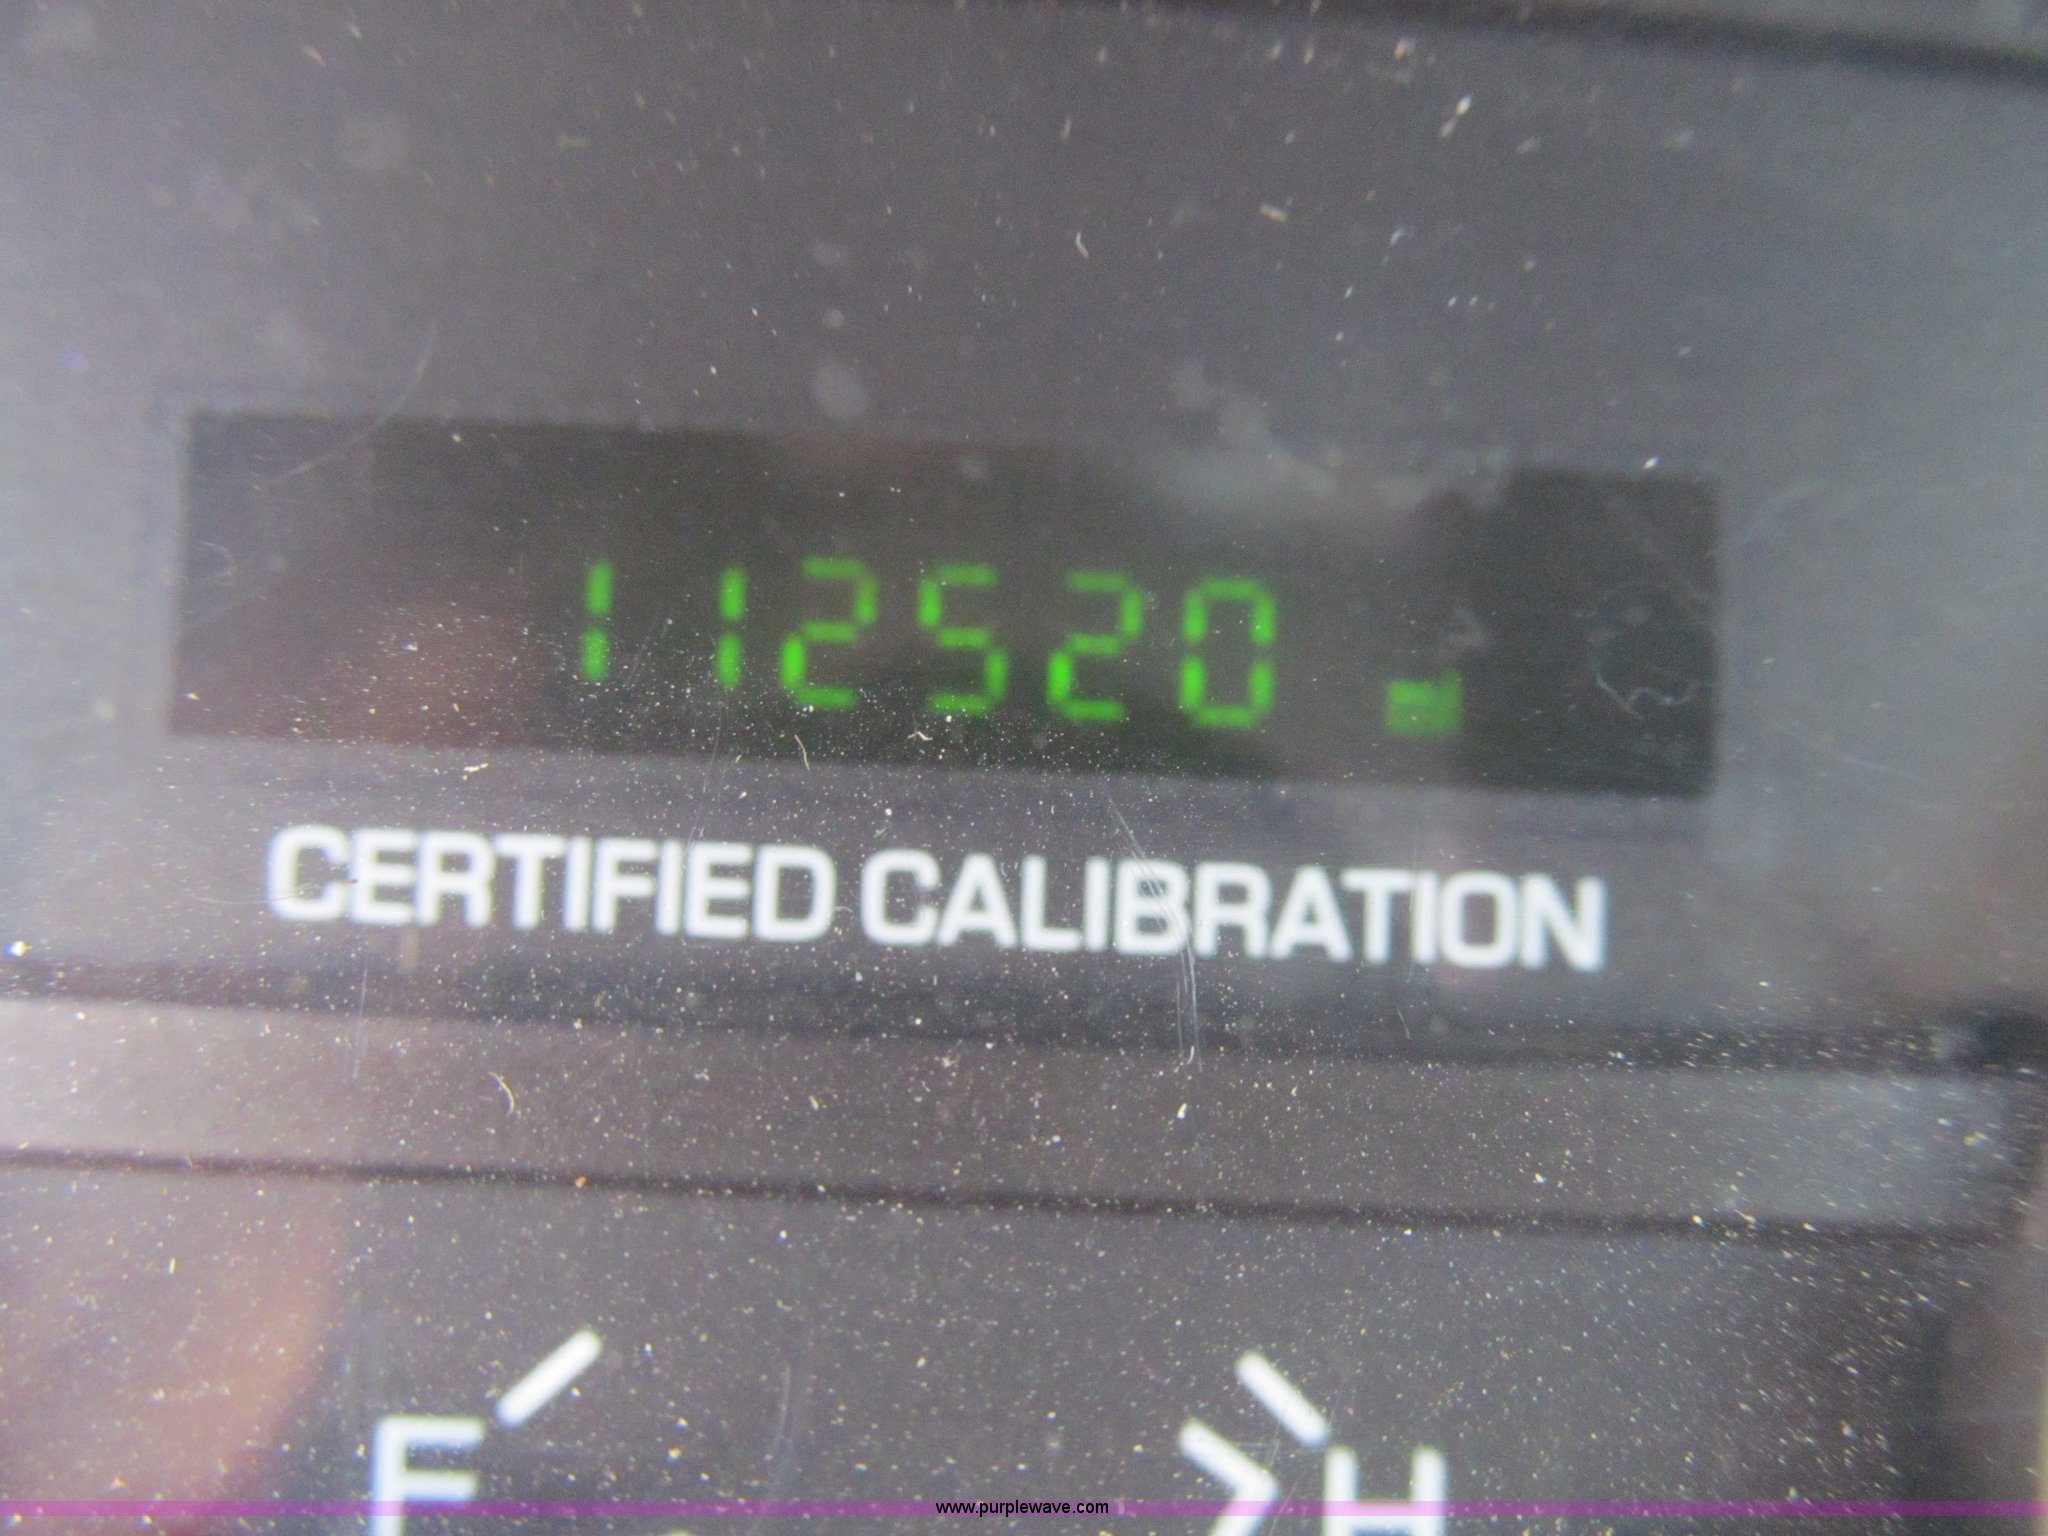 112520
CERTIFIED CALIBRATION
F H
www.purplewave.com